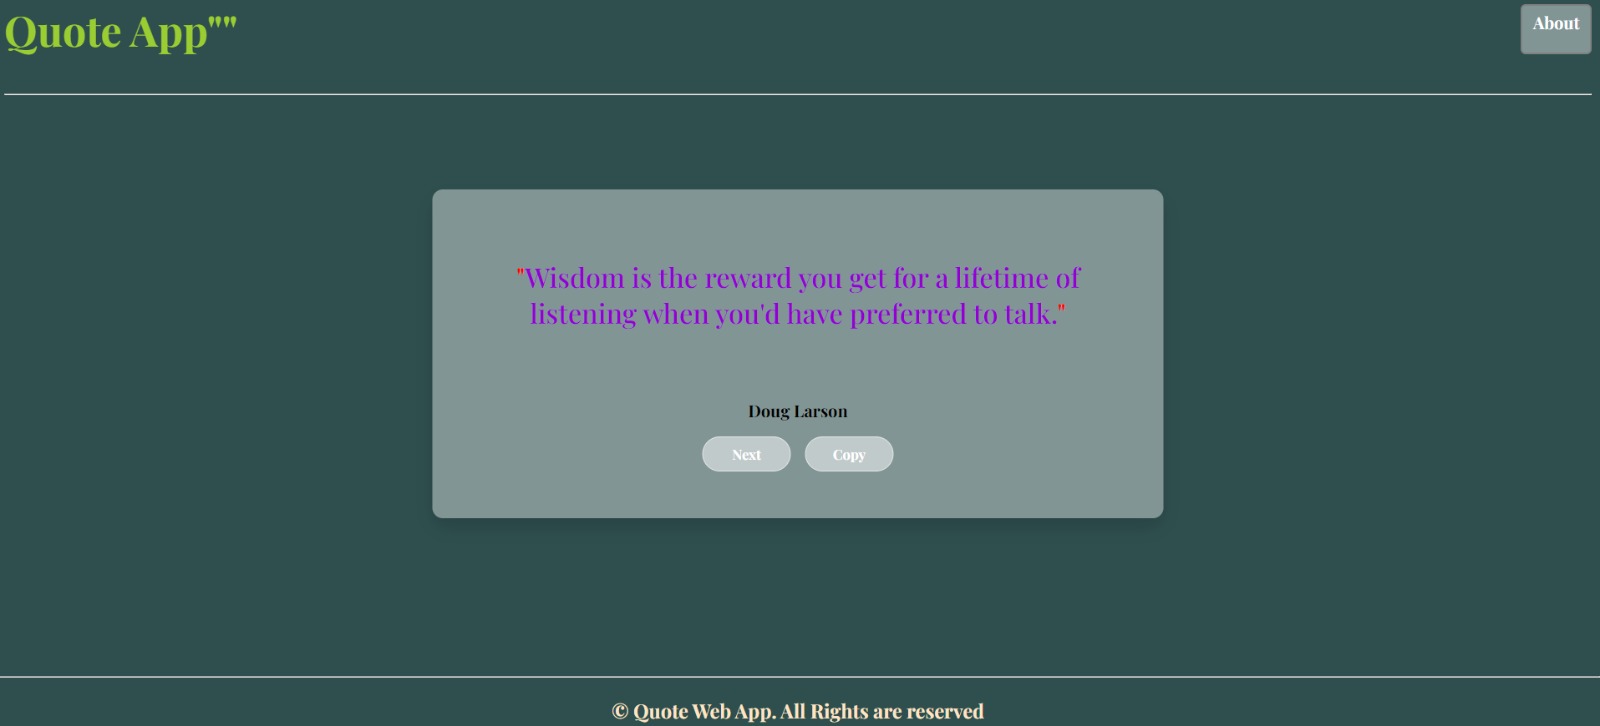 Quote App""
About
"Wisdom is the reward you get for a lifetime of
listening when you'd have preferred to talk."
Doug Larson
Next
Copy
© Quote Web App. All Rights are reserved